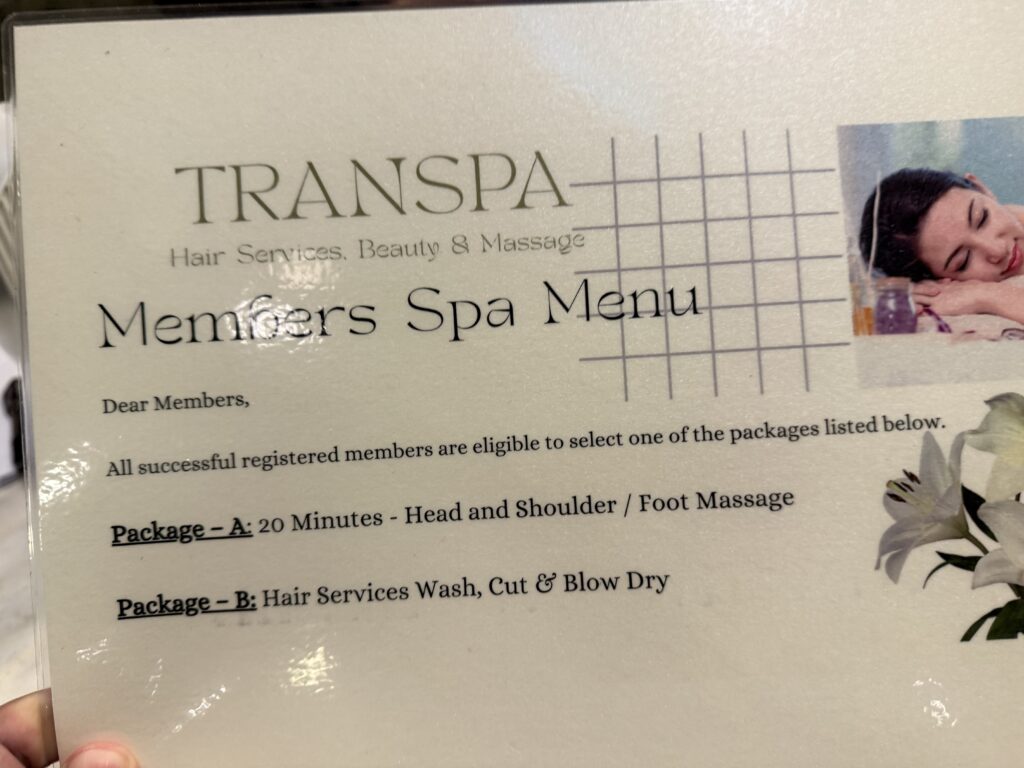 TRANSPA
Hair Services, Beauty & Massage
Members Spa Menu
Dear Members,
All successful registered members are eligible to select one of the packages listed below.
Package – A: 20 Minutes - Head and Shoulder / Foot Massage
Package – B: Hair Services Wash, Cut & Blow Dry